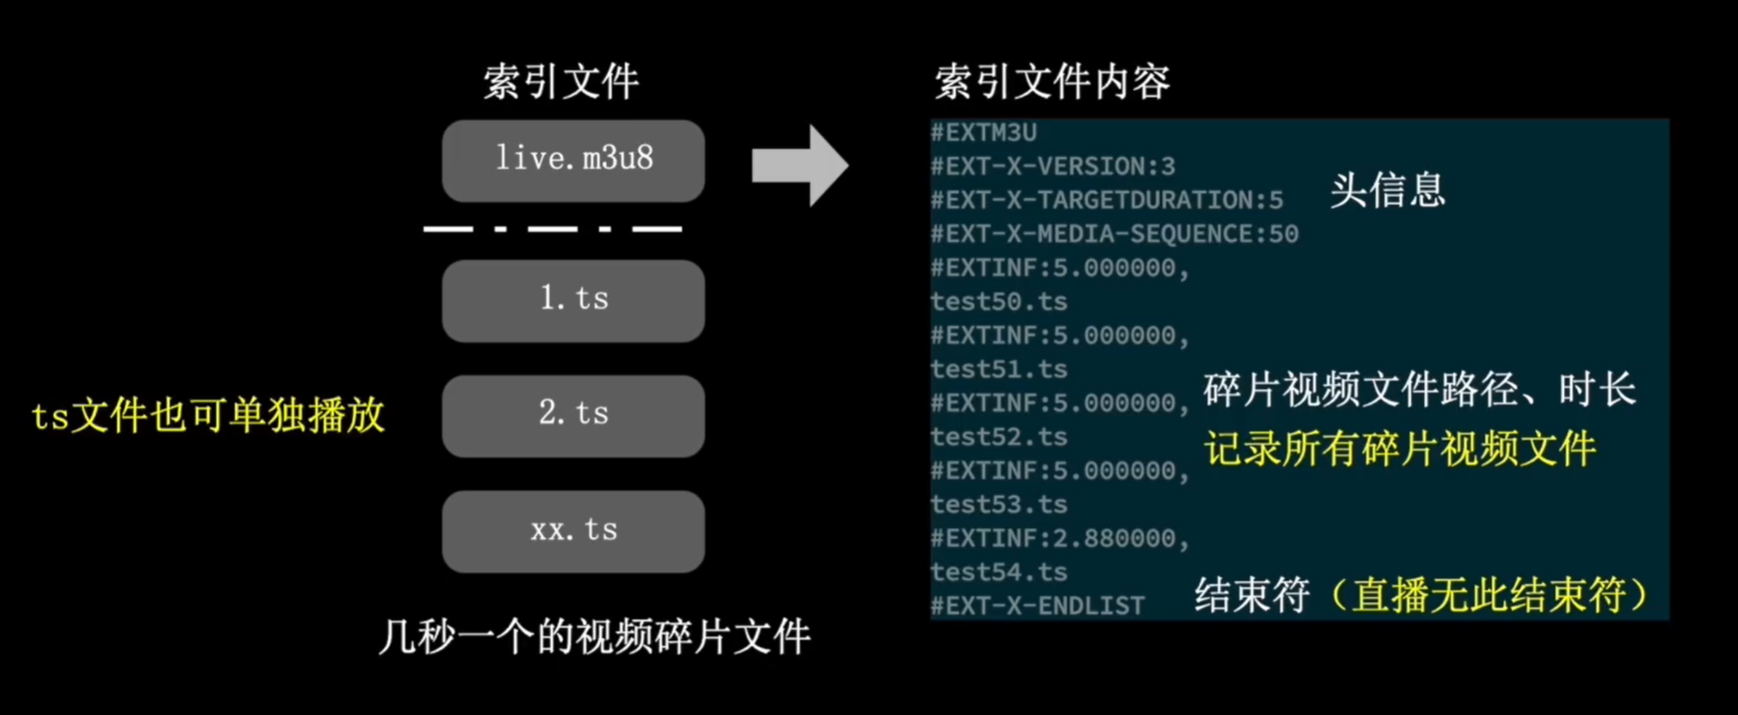 索引文件
live.m3u8
1.ts
2.ts
ts文件也可单独播放
xx.ts
几秒一个的视频碎片文件
索引文件内容
#EXTM3U
#EXT-X-VERSION:3
#EXT-X-TARGETDURATION:5
头信息
#EXT-X-MEDIA-SEQUENCE:50
#EXTINF:5.000000,
test50.ts
#EXTINF:5.000000,
test51.ts
#EXTINF:5.000000,
碎片视频文件路径、时长
test52.ts
记录所有碎片视频文件
#EXTINF:5.000000,
test53.ts
#EXTINF:2.880000,
test54.ts
#EXT-X-ENDLIST
结束符（直播无此结束符）